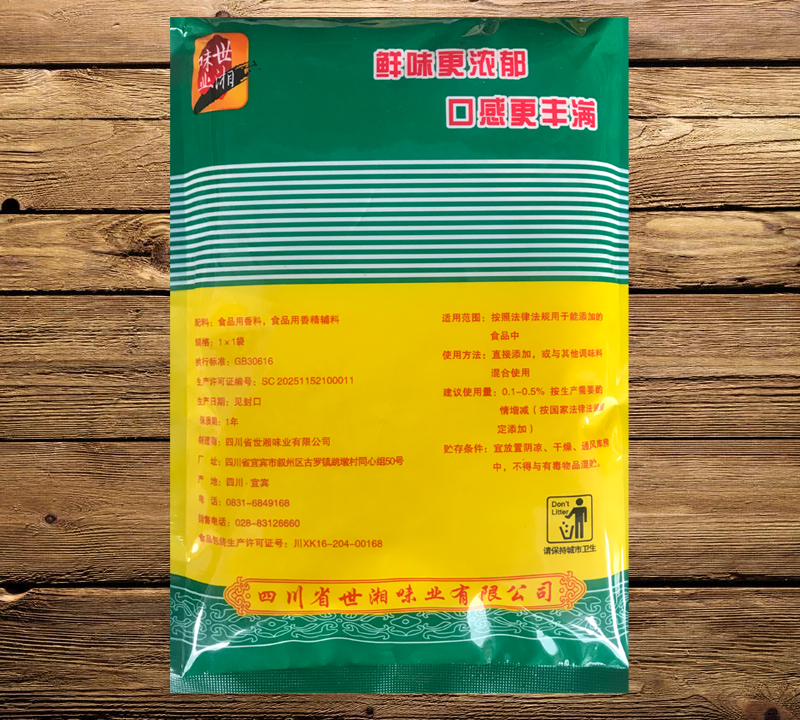 世湘
味业
鲜味更浓郁
口感更丰满
配料：食品用香料，食品用香精辅料
规格：1×1袋
执行标准：GB30616
生产许可证编号：SC 20251152100011
生产日期：见封口
保质期：1年
制造商：四川省世湘味业有限公司
厂 址：四川省宜宾市叙州区古罗镇跳墩村同心组50号
产 地：四川·宜宾
电 话：0831-6849168
销售电话：028-83126660
食品包装生产许可证号：川XK16-204-00168
适用范围：按照法律法规用于能添加的
食品中
使用方法：直接添加，或与其他调味料
混合使用
建议使用量：0.1-0.5% 按生产需要酌
情增减（按国家法律法规
定添加）
贮存条件：宜放置阴凉、干燥、通风库房
中，不得与有毒物品混贮。
Don't
Litter
请保持城市卫生
四川省世湘味业有限公司